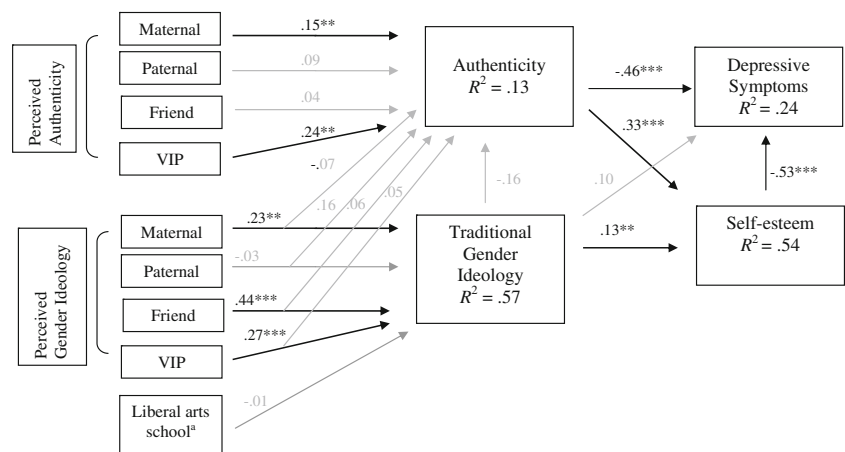 Perceived
Authenticity
Maternal
Paternal
Friend
VIP
.15**
.09
.04
.24**
-.07
.16
.06
.05
Authenticity
R² = .13
-.46***
.33***
Depressive
Symptoms
R² = .24
-.53***
-.16
.10
Perceived
Gender Ideology
Maternal
Paternal
Friend
VIP
Liberal arts
schoolᵃ
.23**
-.03
.44***
.27***
-.01
Traditional
Gender
Ideology
R² = .57
.13**
Self-esteem
R² = .54